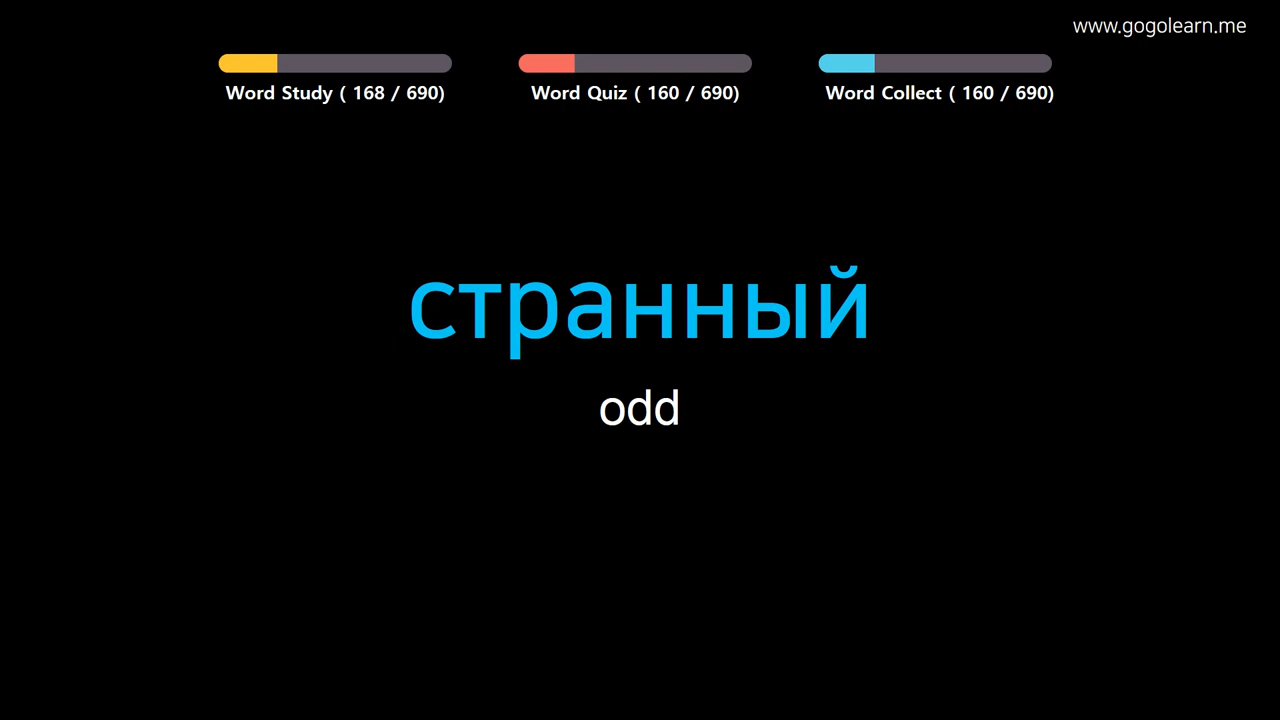 www.gogolearn.me
Word Study ( 168 / 690)
Word Quiz ( 160 / 690)
Word Collect ( 160 / 690)
странный
odd